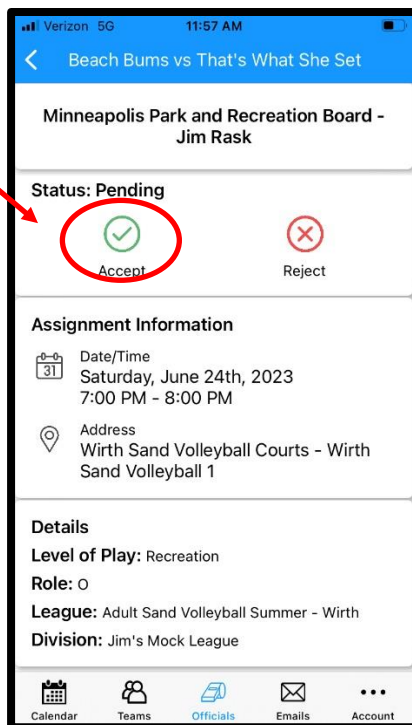 Verizon 5G 11:57 AM
Beach Bums vs That's What She Set
Minneapolis Park and Recreation Board -
Jim Rask
Status: Pending
Accept Reject
Assignment Information
31 Date/Time
Saturday, June 24th, 2023
7:00 PM - 8:00 PM
Address
Wirth Sand Volleyball Courts - Wirth
Sand Volleyball 1
Details
Level of Play: Recreation
Role: O
League: Adult Sand Volleyball Summer - Wirth
Division: Jim's Mock League
Calendar Teams Officials Emails Account